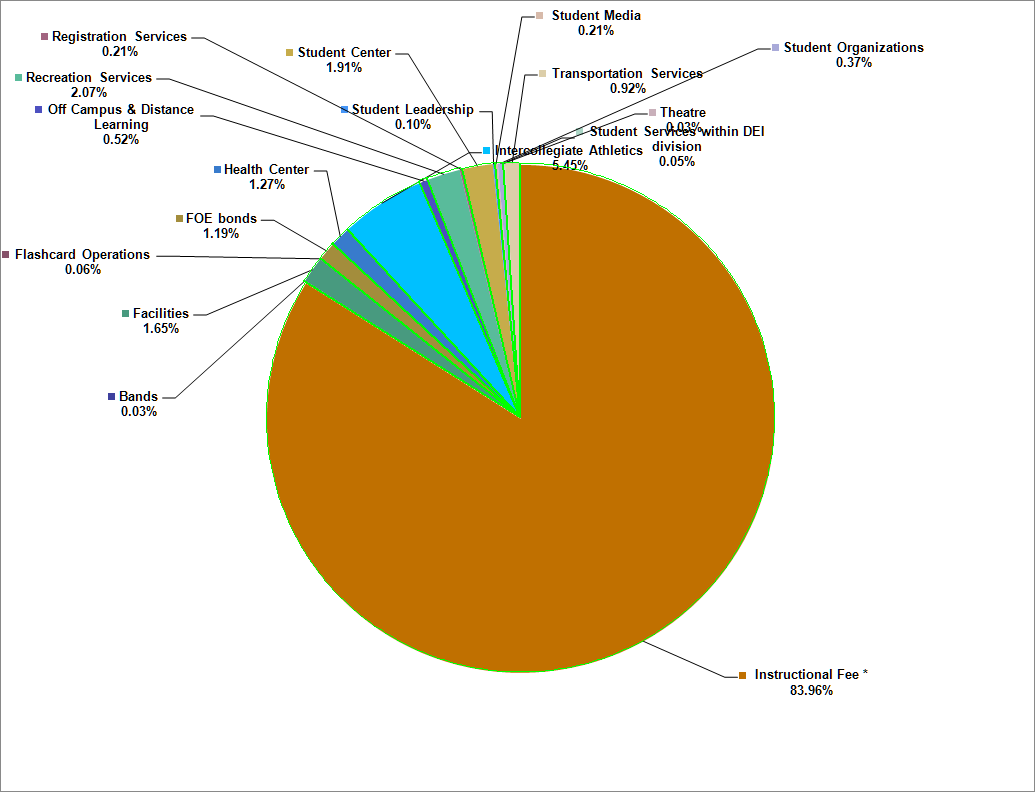 Student Media
0.21%
Registration Services
0.21%
Student Center
1.91%
Student Organizations
0.37%
Recreation Services
2.07%
Transportation Services
0.92%
Off Campus & Distance
Learning
0.52%
Student Leadership
0.10%
Theatre
0.03%
Student Services within DEI
division
0.05%
Intercollegiate Athletics
5.45%
Health Center
1.27%
FOE bonds
1.19%
Flashcard Operations
0.06%
Facilities
1.65%
Bands
0.03%
Instructional Fee *
83.96%